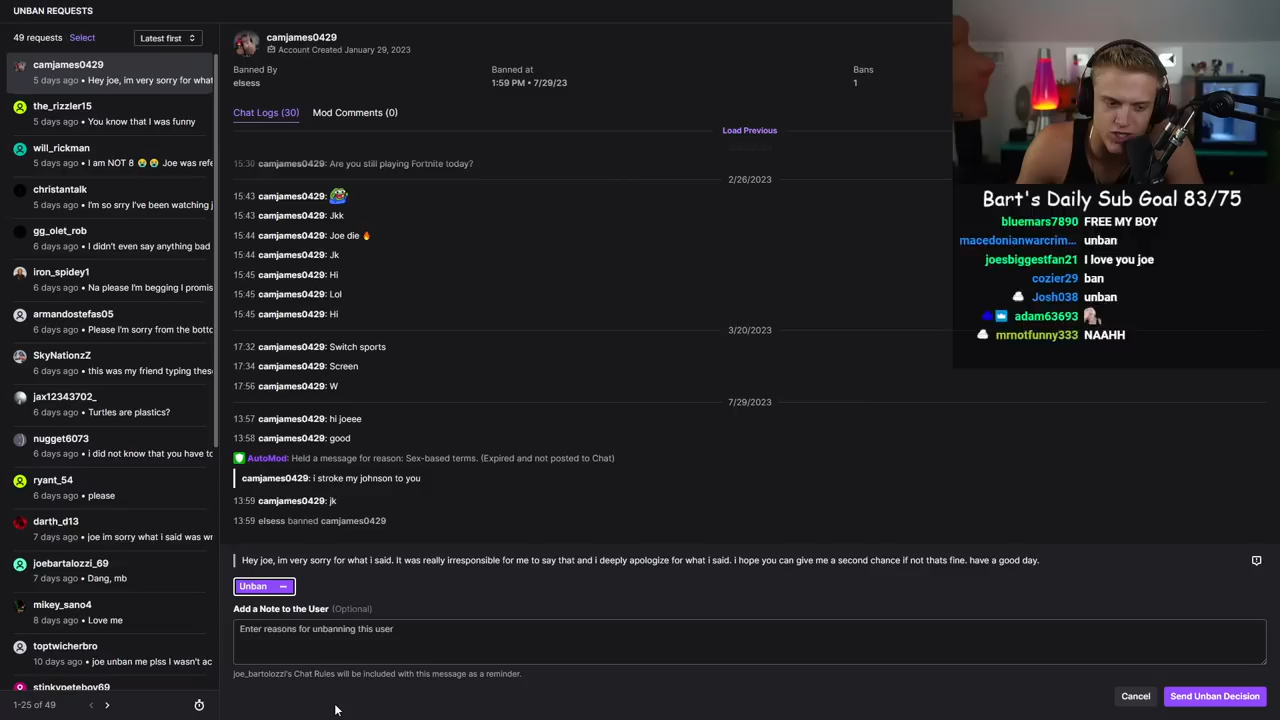 UNBAN REQUESTS
49 requests Select Latest first
camjames0429
5 days ago • Hey joe, im very sorry for what
the_rizzler15
5 days ago • You know that I was funny
will_rickman
5 days ago • I am NOT 8 😭 😭 Joe was refe
christantalk
5 days ago • I'm so srry I've been watching j
gg_olet_rob
5 days ago • I didn't even say anything bad
iron_spidey1
6 days ago • Na please I'm begging I promis
armandostefas05
6 days ago • Please I'm sorry from the botto
SkyNationzZ
6 days ago • this was my friend typing these
jax12343702_
6 days ago • Turtles are plastics?
nugget6073
6 days ago • i did not know that you have to
ryant_54
6 days ago • please
darth_d13
7 days ago • joe im sorry what i said was wr
joebartalozzi_69
7 days ago • Dang, mb
mikey_sano4
8 days ago • Love me
toptwicherbro
10 days ago • joe unban me plss I wasn't ac
stinkypeteboy69
1-25 of 49
camjames0429
Account Created January 29, 2023
Banned By Banned at Bans
elsess 1:59 PM • 7/29/23 1
Chat Logs (30) Mod Comments (0)
Load Previous
15:30 camjames0429: Are you still playing Fortnite today?
2/26/2023
15:43 camjames0429:
15:43 camjames0429: Jkk
15:44 camjames0429: Joe die 🔥
15:44 camjames0429: Jk
15:45 camjames0429: Hi
15:45 camjames0429: Lol
15:45 camjames0429: Hi
3/20/2023
17:32 camjames0429: Switch sports
17:34 camjames0429: Screen
17:56 camjames0429: W
7/29/2023
13:57 camjames0429: hi joeee
13:58 camjames0429: good
AutoMod: Held a message for reason: Sex-based terms. (Expired and not posted to Chat)
camjames0429: i stroke my johnson to you
13:59 camjames0429: jk
13:59 elsess banned camjames0429
Hey joe, im very sorry for what i said. It was really irresponsible for me to say that and i deeply apologize for what i said. i hope you can give me a second chance if not thats fine. have a good day.
Unban
Add a Note to the User (Optional)
Enter reasons for unbanning this user
joe_bartolozzi's Chat Rules will be included with this message as a reminder.
Cancel Send Unban Decision
Bart's Daily Sub Goal 83/75
bluemars7890 FREE MY BOY
macedonianwarcrim... unban
joesbiggestfan21 I love you joe
cozier29 ban
Josh038 unban
adam63693
mrnotfunny333 NAAHH